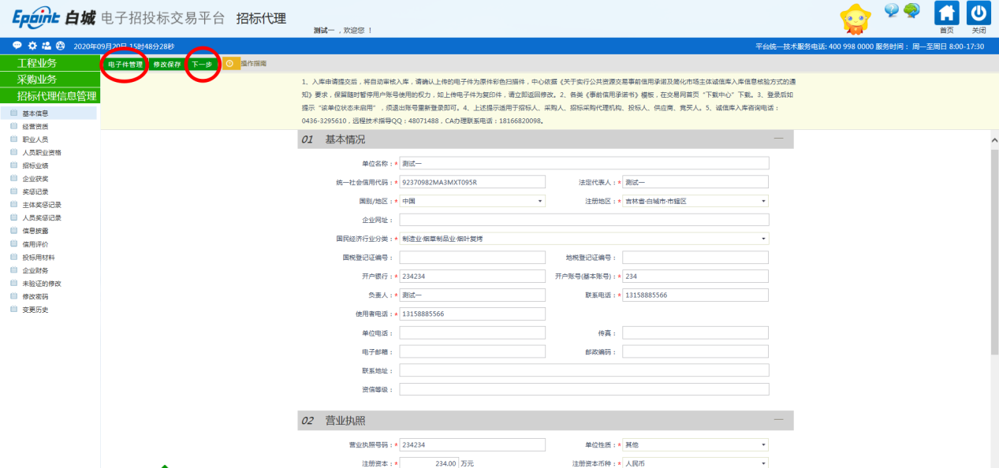 Epoint 白城 电子招投标交易平台 招标代理
测试一 ，欢迎您 ！
首页 关闭
2020年09月20日 15时48分28秒
平台统一技术服务电话: 400 998 0000 服务时间： 周一至周日 8:00-17:30
工程业务
采购业务
招标代理信息管理
基本信息
经营资质
职业人员
人员职业资格
招标业绩
企业获奖
奖惩记录
主体奖惩记录
人员奖惩记录
信息披露
信用评价
投标用材料
企业财务
未验证的修改
修改密码
变更历史
电子件管理 修改保存 下一步 操作指南
1、入库申请提交后，将自动审核入库，请确认上传的电子件为原件彩色扫描件，中心依据《关于实行公共资源交易事前信用承诺及简化市场主体诚信库入库信息核验方式的通
知》要求，保留随时暂停用户账号使用的权力，如上传电子件为复印件，请立即返回修改。2、各类《事前信用承诺书》模板，在交易网首页“下载中心”下载。3、登录后如
提示“该单位状态未启用”，须退出账号重新登录即可。4、上述提示适用于招标人、采购人、招标采购代理机构、投标人、供应商、竞买人。5、诚信库入库咨询电话：
0436-3295610，远程技术指导QQ：48071488，CA办理联系电话：18166820098。
01 基本情况
单位名称：* 测试一
统一社会信用代码：* 92370982MA3MXT095R 法定代表人：* 测试一
国别/地区：* 中国 注册地区：* 吉林省·白城市·市辖区
企业网址：
国民经济行业分类：* 制造业·烟草制品业·烟叶复烤
国税登记证编号： 地税登记证编号：
开户银行：* 234234 开户账号(基本账号)：* 234
负责人：* 测试一 联系电话：* 13158885566
使用者电话：* 13158885566
单位电话： 传真：
电子邮箱： 邮政编码：
联系地址：
资信等级：
02 营业执照
营业执照号码：* 234234 单位性质：* 其他
注册资本：* 234.00 万元 注册资本币种：* 人民币